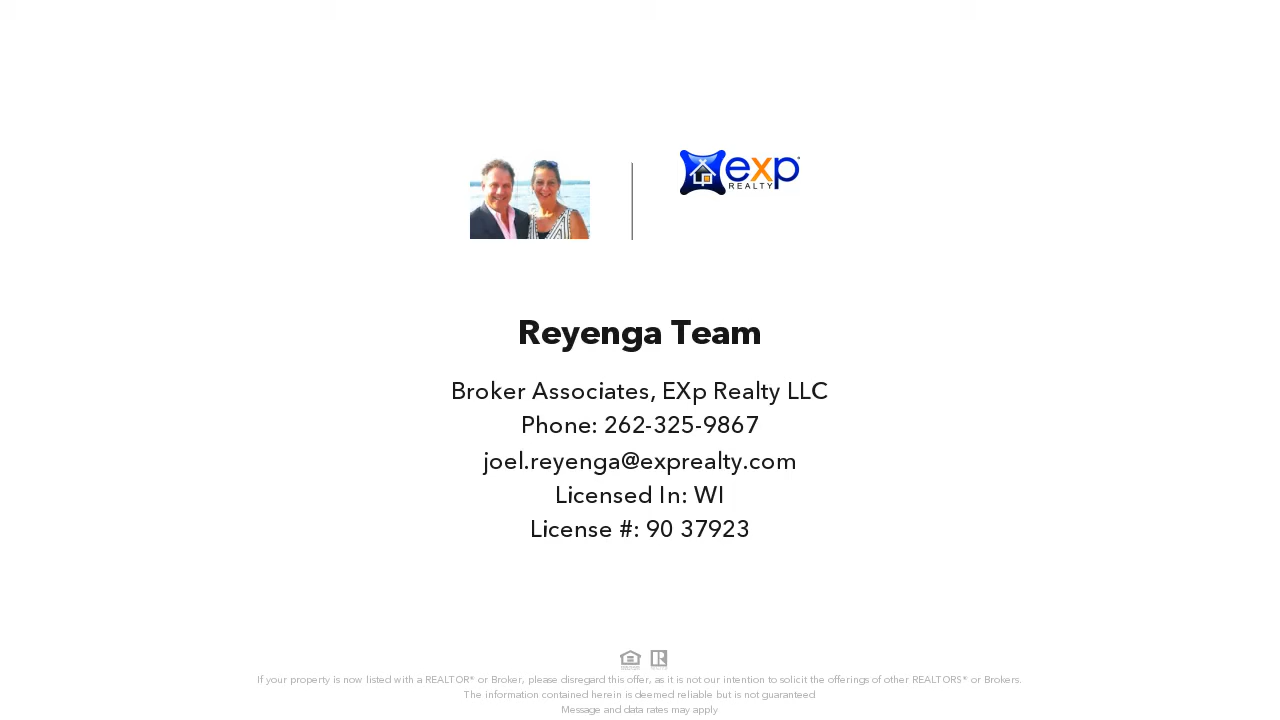 exp
REALTY
Reyenga Team
Broker Associates, EXp Realty LLC
Phone: 262-325-9867
joel.reyenga@exprealty.com
Licensed In: WI
License #: 90 37923
If your property is now listed with a REALTOR® or Broker, please disregard this offer, as it is not our intention to solicit the offerings of other REALTORS® or Brokers.
The information contained herein is deemed reliable but is not guaranteed
Message and data rates may apply